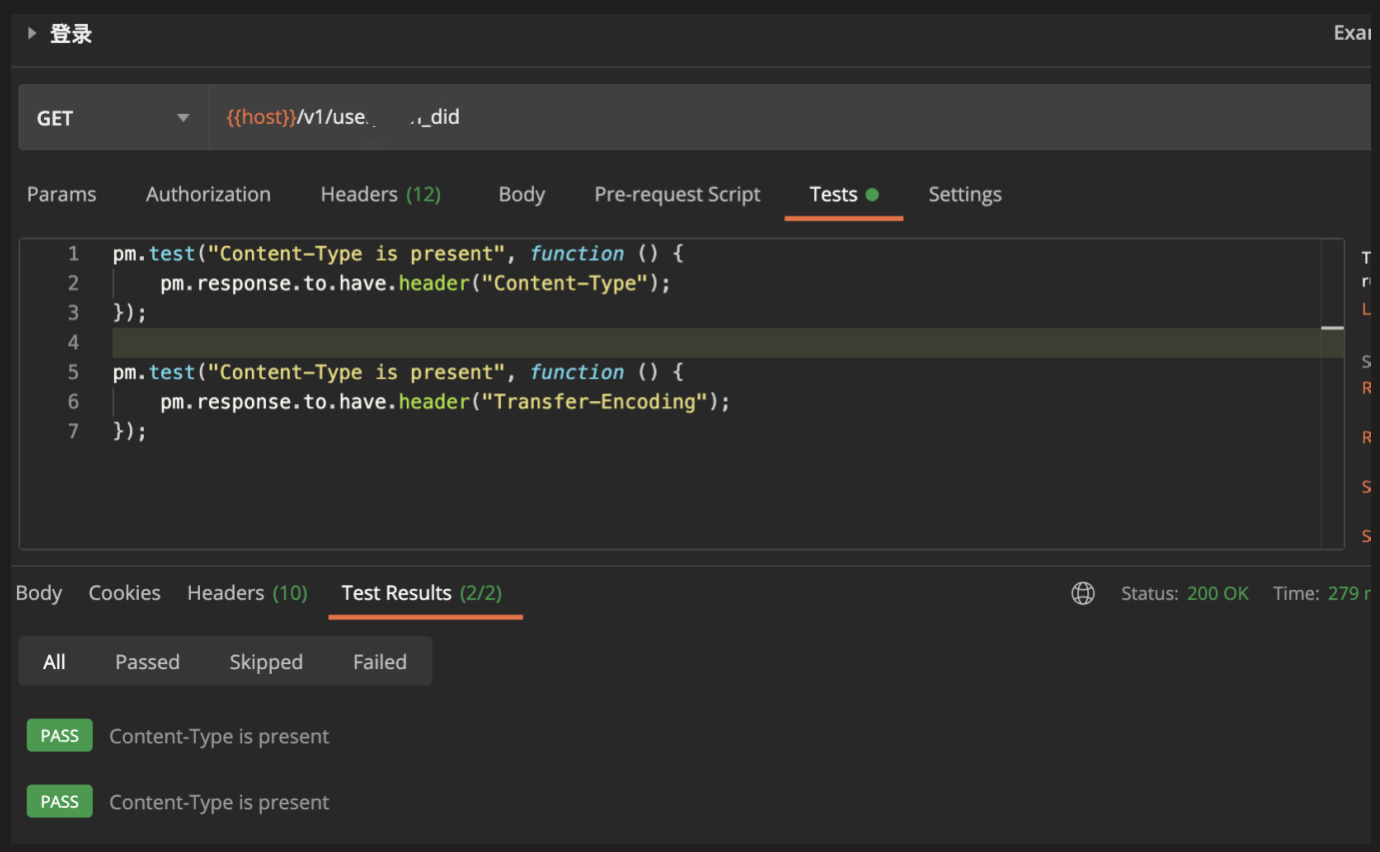 登录
GET {{host}}/v1/use _did
Params Authorization Headers (12) Body Pre-request Script Tests Settings
1 pm.test("Content-Type is present", function () {
2 pm.response.to.have.header("Content-Type");
3 });
4
5 pm.test("Content-Type is present", function () {
6 pm.response.to.have.header("Transfer-Encoding");
7 });
Body Cookies Headers (10) Test Results (2/2) Status: 200 OK Time: 279
All Passed Skipped Failed
PASS Content-Type is present
PASS Content-Type is present